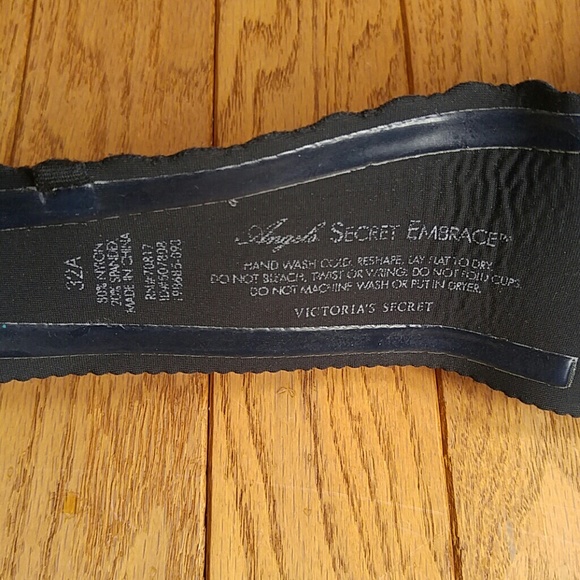 Angels SECRET EMBRACE™
HAND WASH COLD. RESHAPE, LAY FLAT TO DRY.
DO NOT BLEACH, TWIST OR WRING. DO NOT FOLD CUPS.
DO NOT MACHINE WASH OR PUT IN DRYER.
VICTORIA'S SECRET
32A
80% NYLON
20% SPANDEX
MADE IN CHINA
RN#:70817
198685-093